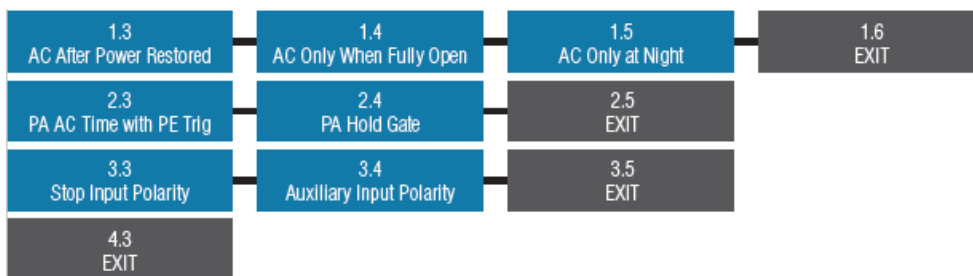 1.3
AC After Power Restored
1.4
AC Only When Fully Open
1.5
AC Only at Night
1.6
EXIT
2.3
PA AC Time with PE Trig
2.4
PA Hold Gate
2.5
EXIT
3.3
Stop Input Polarity
3.4
Auxiliary Input Polarity
3.5
EXIT
4.3
EXIT